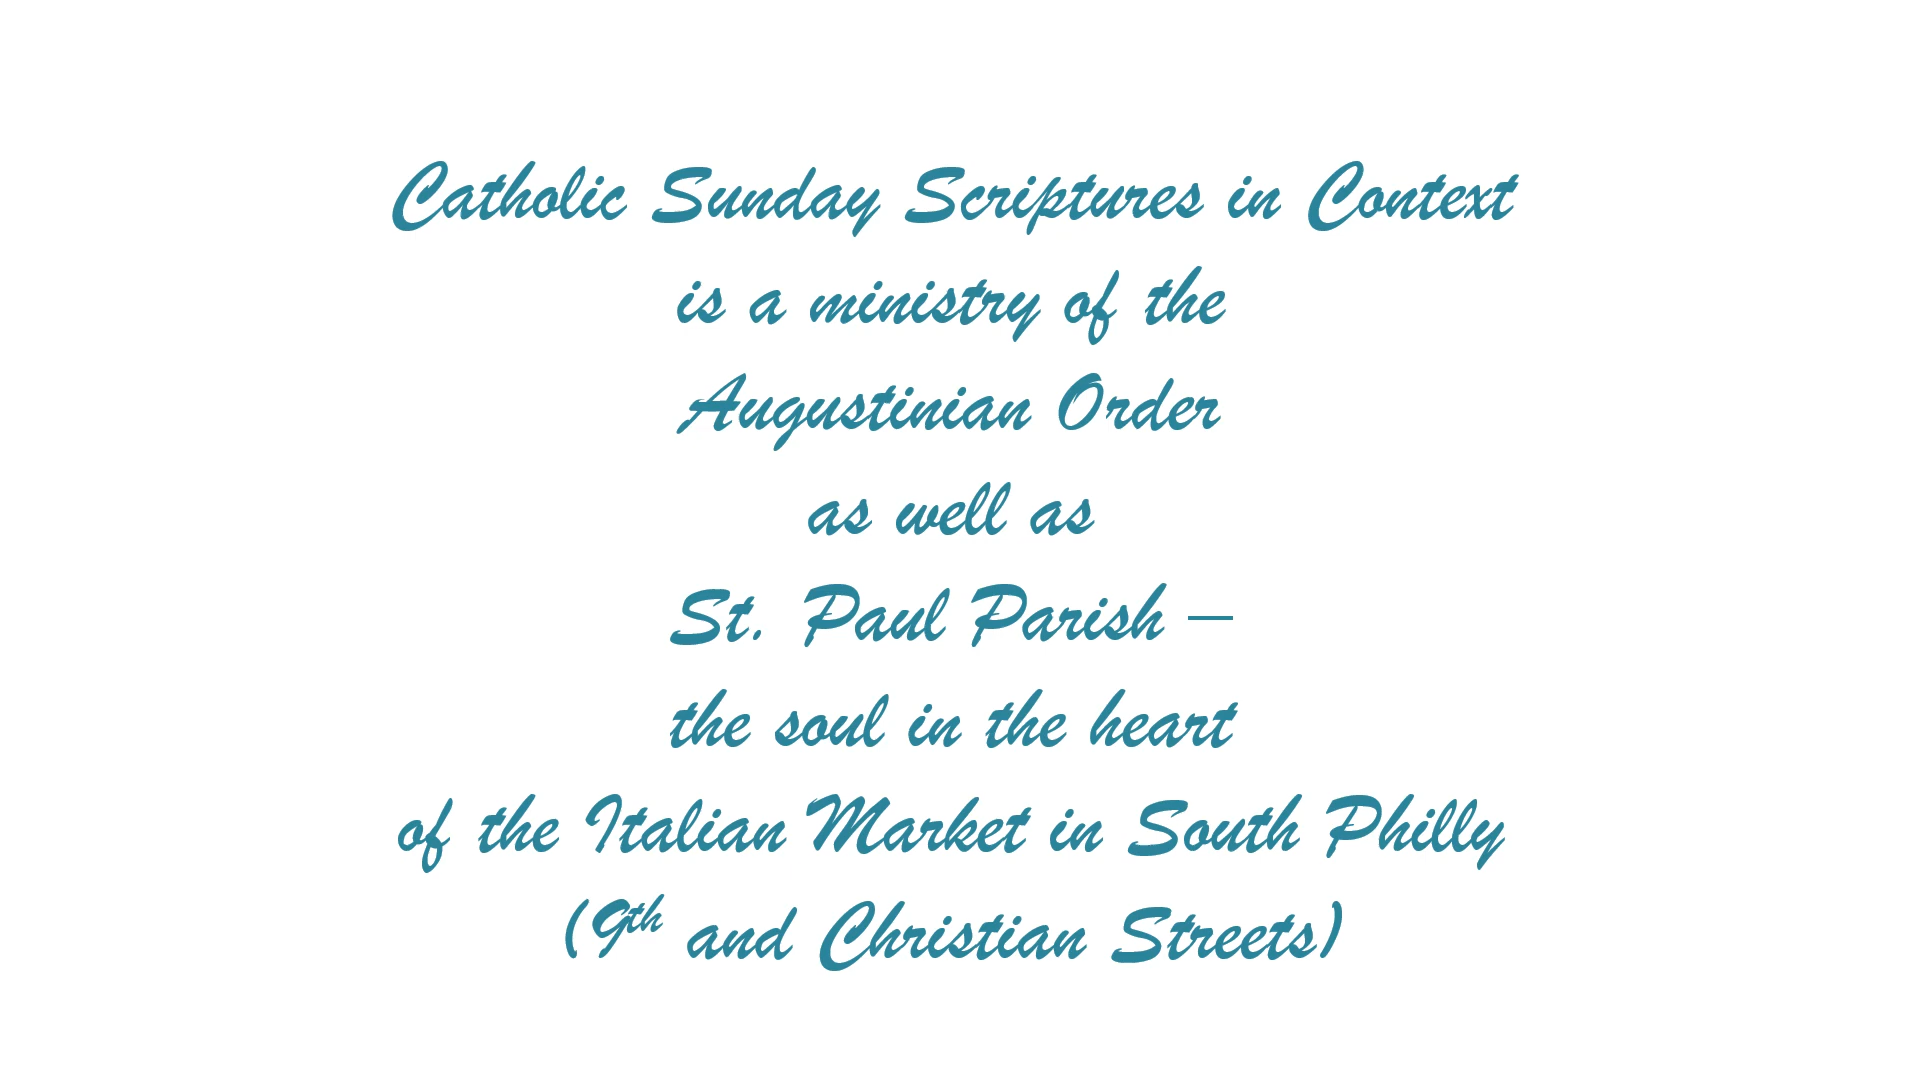 Catholic Sunday Scriptures in Context
is a ministry of the
Augustinian Order
as well as
St. Paul Parish –
the soul in the heart
of the Italian Market in South Philly
(9th and Christian Streets)